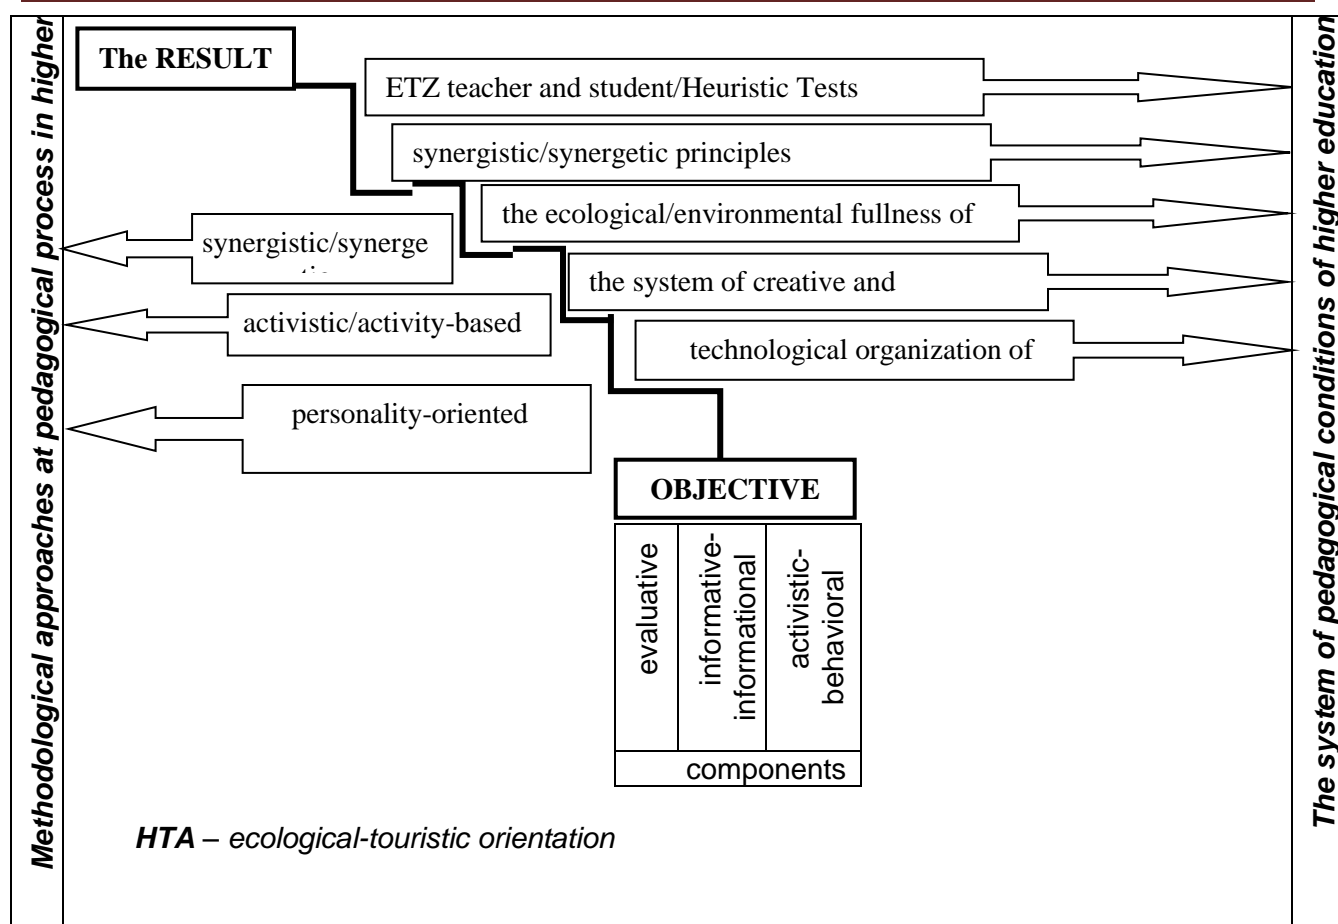 Methodological approaches at pedagogical process in higher
The RESULT
ETZ teacher and student/Heuristic Tests
synergistic/synergetic principles
the ecological/environmental fullness of
synergistic/synerge
the system of creative and
activistic/activity-based
technological organization of
personality-oriented
OBJECTIVE
evaluative
informative-
informational
activistic-
behavioral
components
HTA – ecological-touristic orientation
The system of pedagogical conditions of higher education